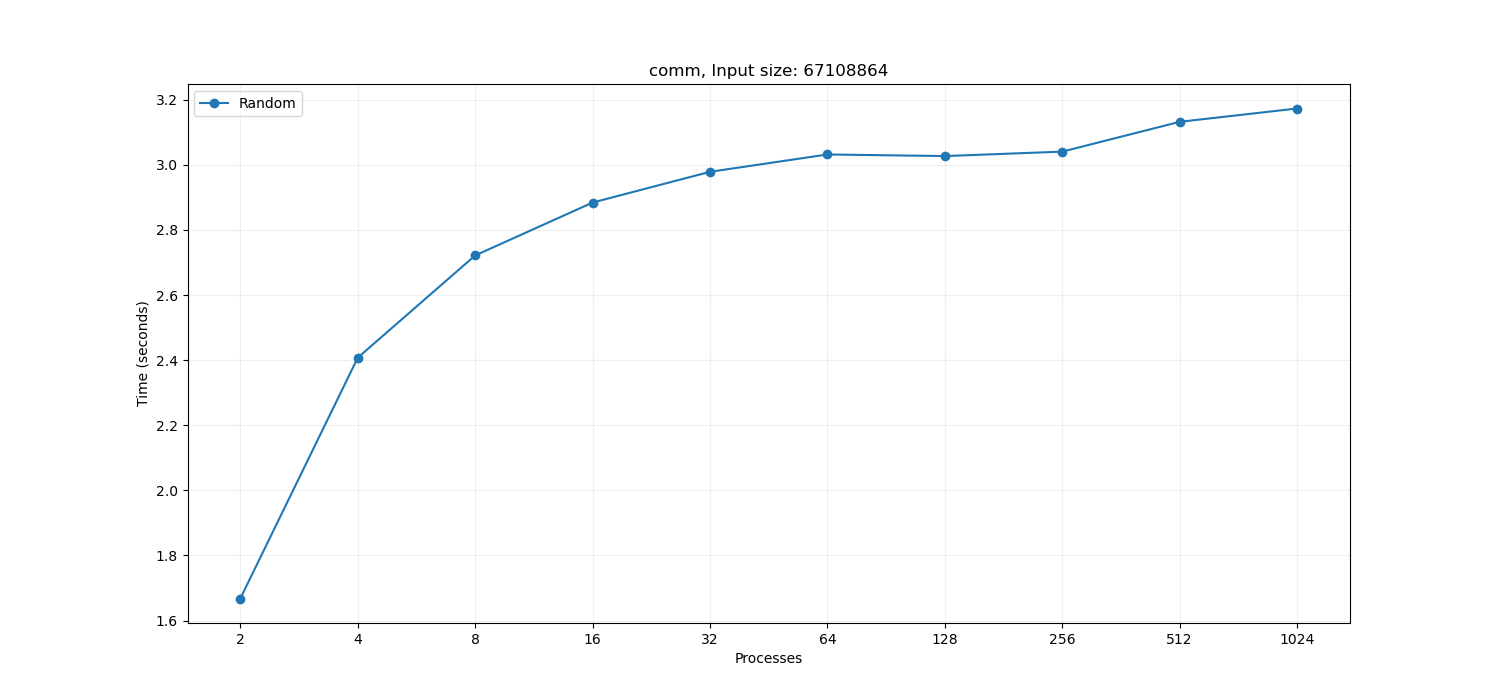 comm, Input size: 67108864
Random
3.2
3.0
2.8
2.6
2.4
2.2
2.0
1.8
1.6
Time (seconds)
2 4 8 16 32 64 128 256 512 1024
Processes